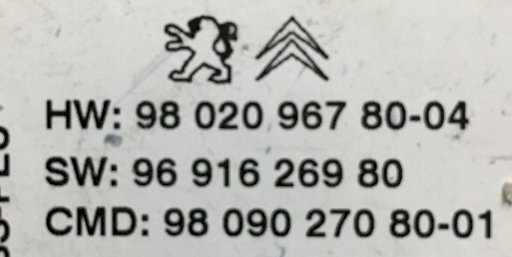 HW: 98 020 967 80-04
SW: 96 916 269 80
CMD: 98 090 270 80-01